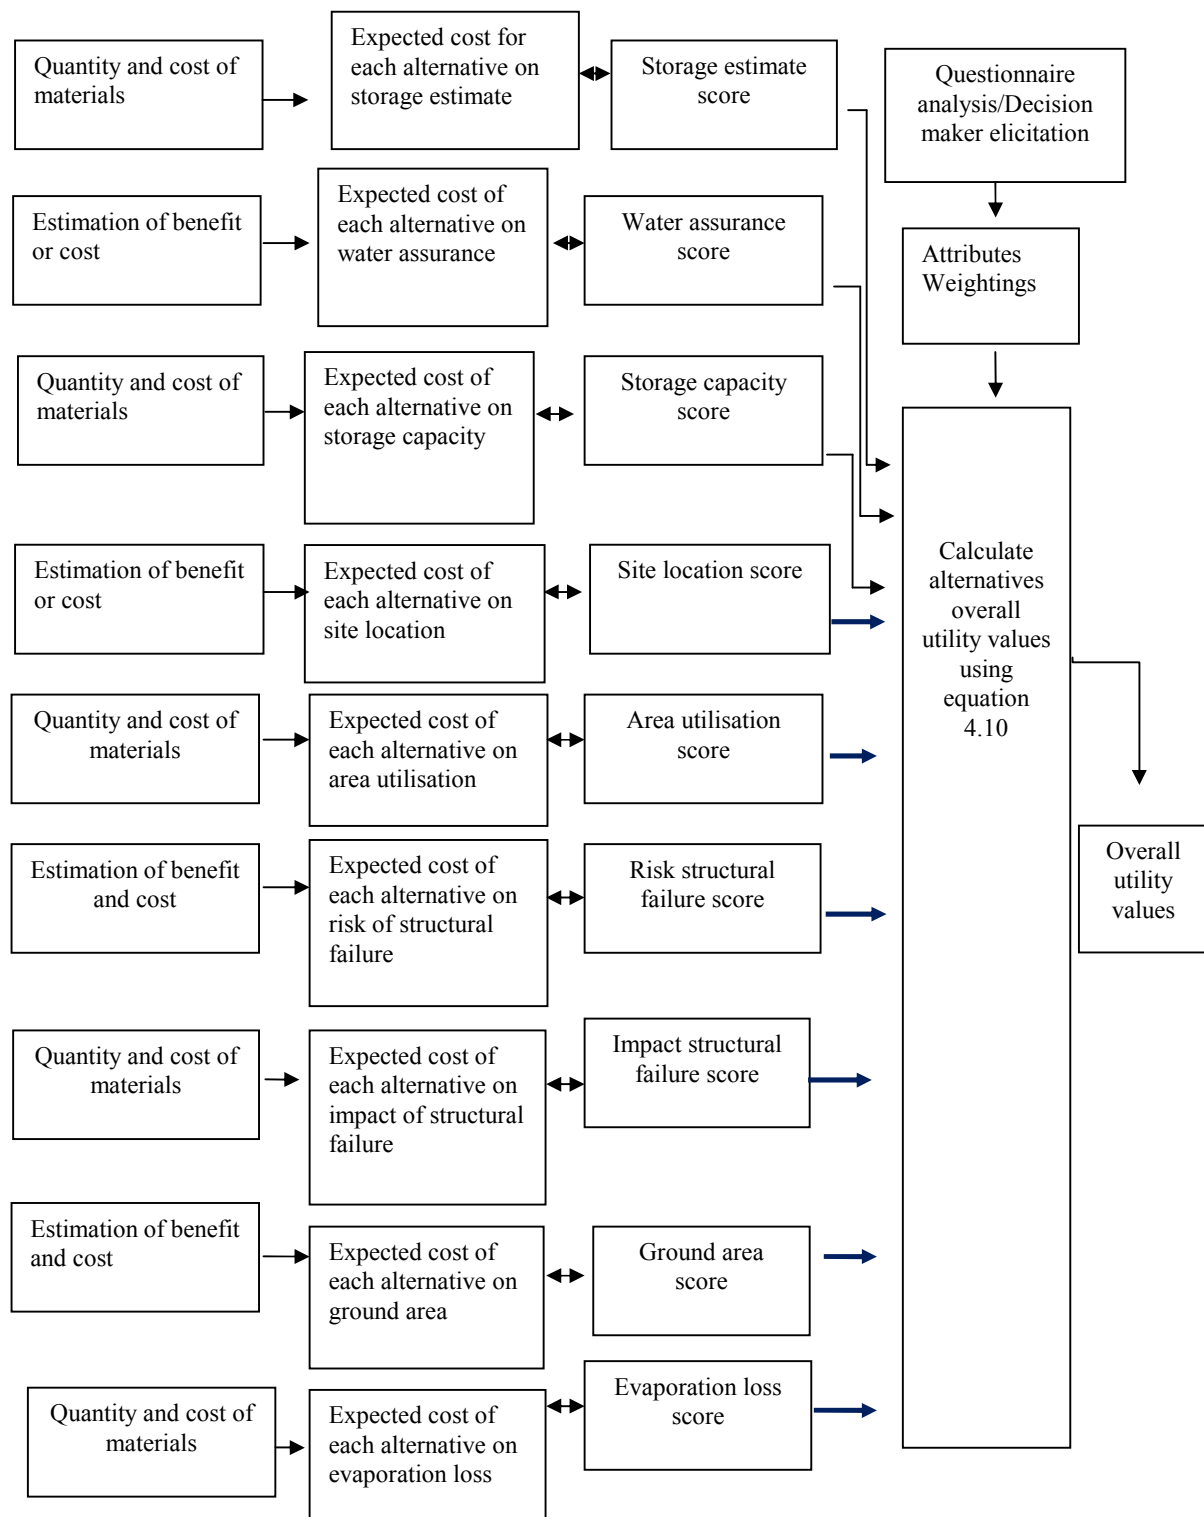 Quantity and cost of
materials
Expected cost for
each alternative on
storage estimate
Storage estimate
score
Questionnaire
analysis/Decision
maker elicitation
Estimation of benefit
or cost
Expected cost of
each alternative on
water assurance
Water assurance
score
Attributes
Weightings
Quantity and cost of
materials
Expected cost of
each alternative on
storage capacity
Storage capacity
score
Estimation of benefit
or cost
Expected cost of
each alternative on
site location
Site location score
Calculate
alternatives
overall
utility values
using
equation
4.10
Quantity and cost of
materials
Expected cost of
each alternative on
area utilisation
Area utilisation
score
Estimation of benefit
and cost
Expected cost of
each alternative on
risk of structural
failure
Risk structural
failure score
Overall
utility
values
Quantity and cost of
materials
Expected cost of
each alternative on
impact of structural
failure
Impact structural
failure score
Estimation of benefit
and cost
Expected cost of
each alternative on
ground area
Ground area
score
Quantity and cost of
materials
Expected cost of
each alternative on
evaporation loss
Evaporation loss
score